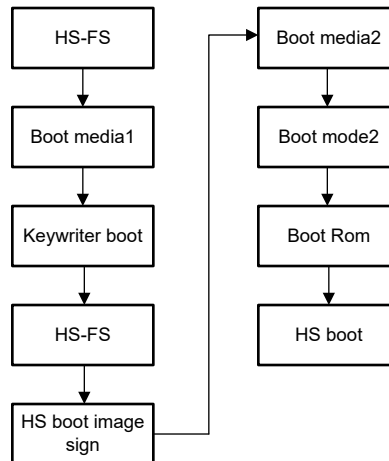 HS-FS
Boot media1
Keywriter boot
HS-FS
HS boot image
sign
Boot media2
Boot mode2
Boot Rom
HS boot